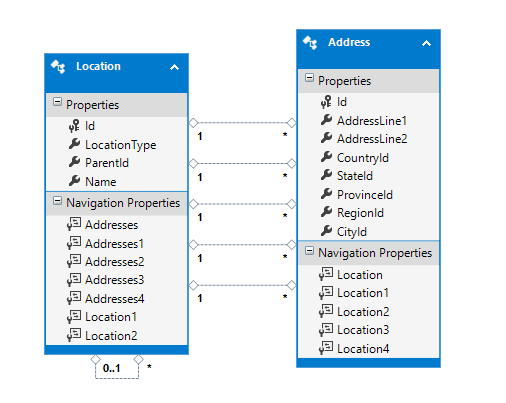 Location
Properties
Id
LocationType
ParentId
Name
Navigation Properties
Addresses
Addresses1
Addresses2
Addresses3
Addresses4
Location1
Location2
0..1 *
1 *
1 *
1 *
1 *
1 *
Address
Properties
Id
AddressLine1
AddressLine2
CountryId
StateId
ProvinceId
RegionId
CityId
Navigation Properties
Location
Location1
Location2
Location3
Location4